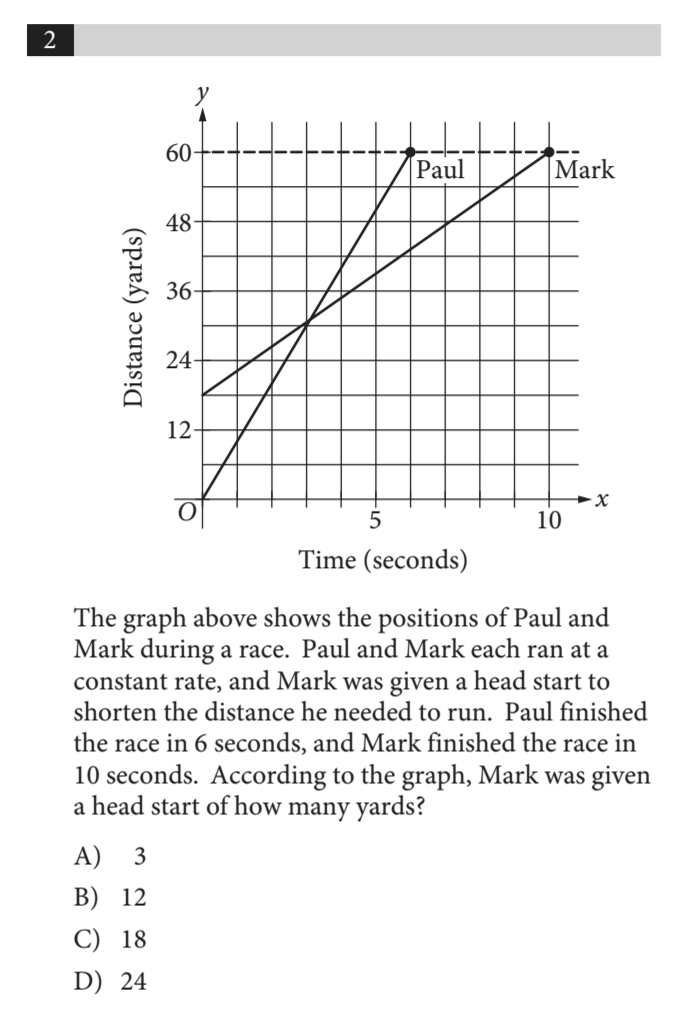 2
y
60
Paul
Mark
48
36
24
12
Distance (yards)
O
5
10
x
Time (seconds)
The graph above shows the positions of Paul and
Mark during a race. Paul and Mark each ran at a
constant rate, and Mark was given a head start to
shorten the distance he needed to run. Paul finished
the race in 6 seconds, and Mark finished the race in
10 seconds. According to the graph, Mark was given
a head start of how many yards?
A) 3
B) 12
C) 18
D) 24